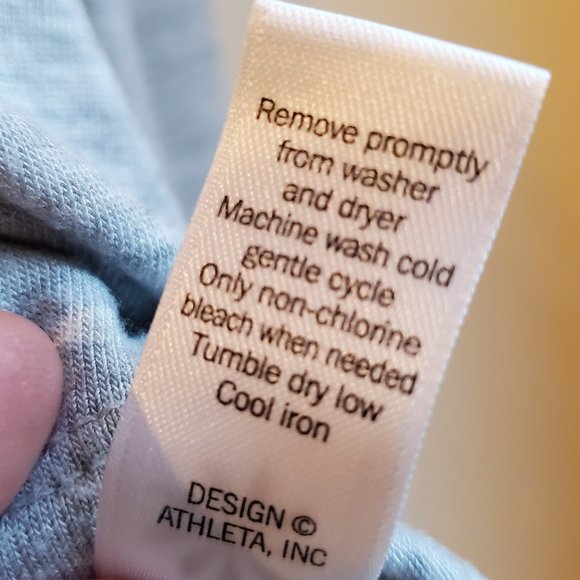 Remove promptly
from washer
and dryer
Machine wash cold
gentle cycle
Only non-chlorine
bleach when needed
Tumble dry low
Cool iron
DESIGN ©
ATHLETA, INC